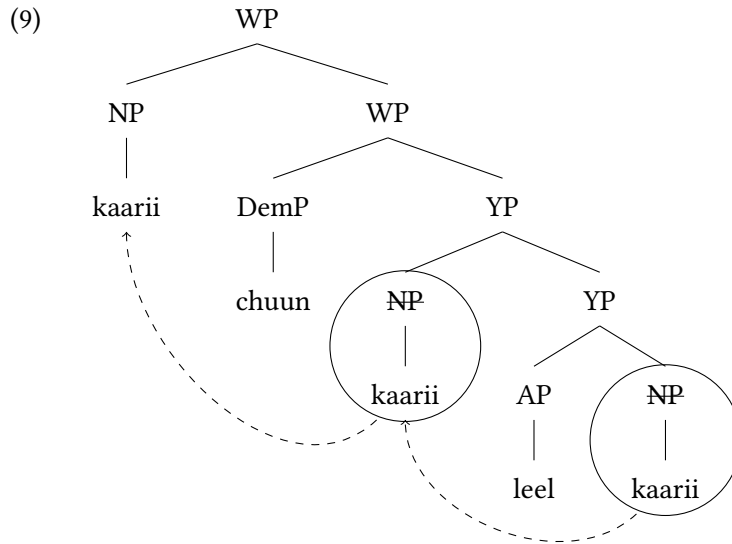 (9) WP
NP WP
kaarii DemP YP
chuun NP YP
kaarii AP NP
leel kaarii